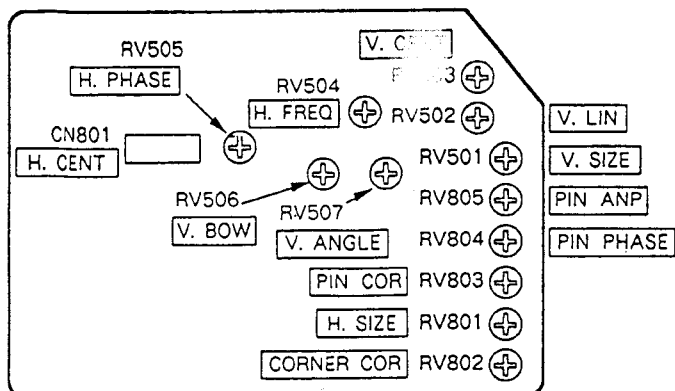 RV505
H. PHASE
V.
RV504
H. FREQ
RV502
V. LIN
CN801
H. CENT
RV501
V. SIZE
RV506
V. BOW
RV507
V. ANGLE
RV805
PIN ANP
RV804
PIN PHASE
PIN COR
RV803
H. SIZE
RV801
CORNER COR
RV802